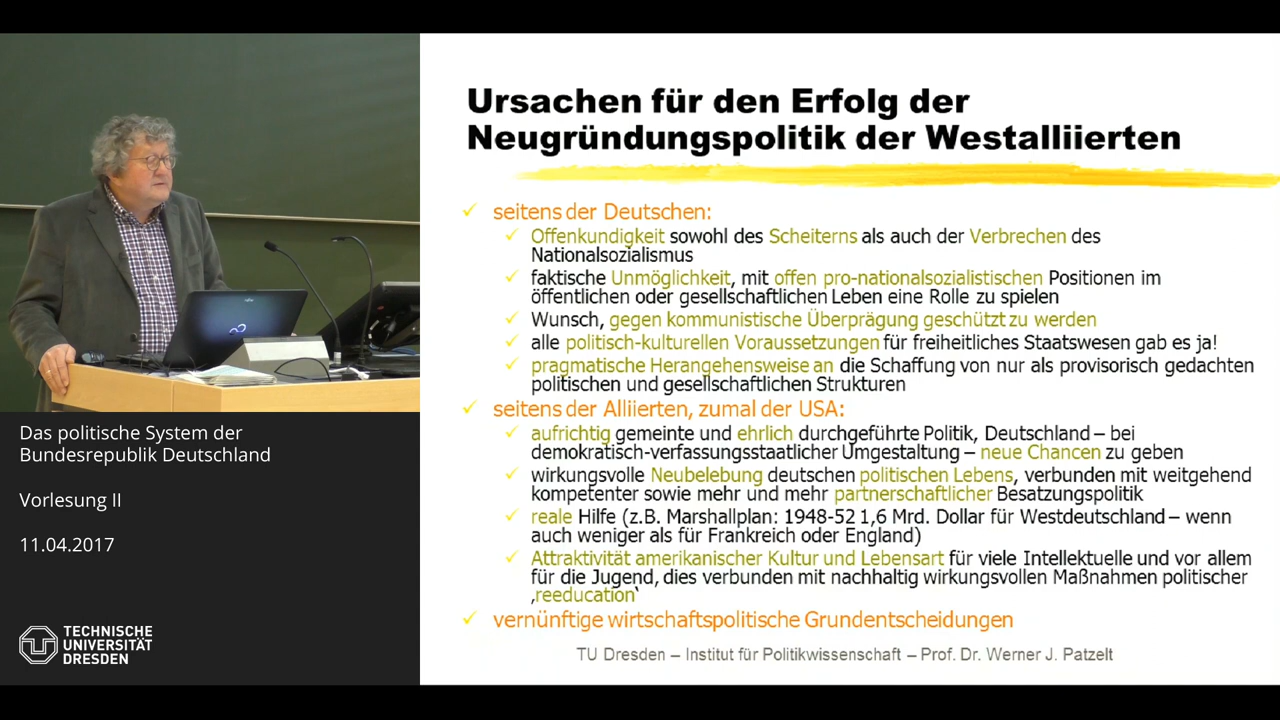 Ursachen für den Erfolg der
Neugründungspolitik der Westalliierten
seitens der Deutschen:
Offenkundigkeit sowohl des Scheiterns als auch der Verbrechen des
Nationalsozialismus
faktische Unmöglichkeit, mit offen pro-nationalsozialistischen Positionen im
öffentlichen oder gesellschaftlichen Leben eine Rolle zu spielen
Wunsch, gegen kommunistische Überprägung geschützt zu werden
alle politisch-kulturellen Voraussetzungen für freiheitliches Staatswesen gab es ja!
pragmatische Herangehensweise an die Schaffung von nur als provisorisch gedachten
politischen und gesellschaftlichen Strukturen
seitens der Alliierten, zumal der USA:
aufrichtig gemeinte und ehrlich durchgeführte Politik, Deutschland – bei
demokratisch-verfassungsstaatlicher Umgestaltung – neue Chancen zu geben
wirkungsvolle Neubelebung deutschen politischen Lebens, verbunden mit weitgehend
kompetenter sowie mehr und mehr partnerschaftlicher Besatzungspolitik
reale Hilfe (z.B. Marshallplan: 1948-52 1,6 Mrd. Dollar für Westdeutschland – wenn
auch weniger als für Frankreich oder England)
Attraktivität amerikanischer Kultur und Lebensart für viele Intellektuelle und vor allem
für die Jugend, dies verbunden mit nachhaltig wirkungsvollen Maßnahmen politischer
‚reeducation‘
vernünftige wirtschaftspolitische Grundentscheidungen
TU Dresden – Institut für Politikwissenschaft – Prof. Dr. Werner J. Patzelt
Das politische System der
Bundesrepublik Deutschland
Vorlesung II
11.04.2017
TECHNISCHE
UNIVERSITÄT
DRESDEN